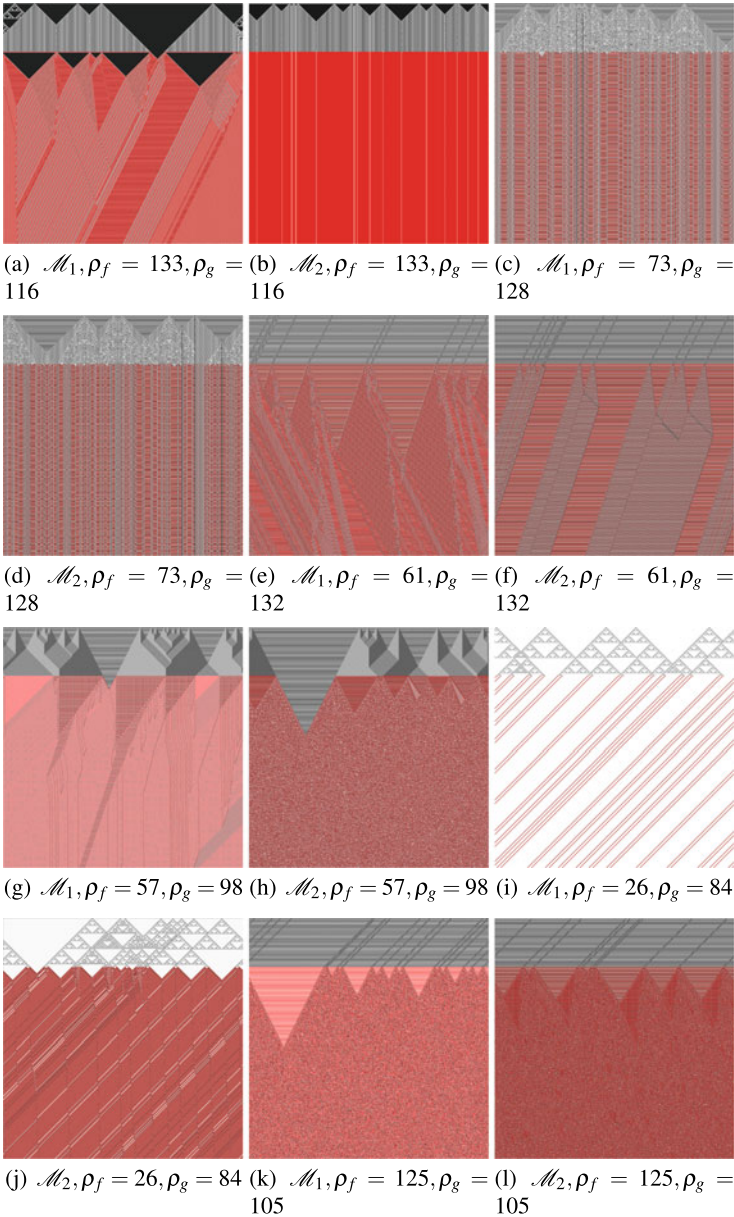 (a) ℳ₁, ρf = 133, ρg = 116
(b) ℳ₂, ρf = 133, ρg = 116
(c) ℳ₁, ρf = 73, ρg = 128
(d) ℳ₂, ρf = 73, ρg = 128
(e) ℳ₁, ρf = 61, ρg = 132
(f) ℳ₂, ρf = 61, ρg = 132
(g) ℳ₁, ρf = 57, ρg = 98
(h) ℳ₂, ρf = 57, ρg = 98
(i) ℳ₁, ρf = 26, ρg = 84
(j) ℳ₂, ρf = 26, ρg = 84
(k) ℳ₁, ρf = 125, ρg = 105
(l) ℳ₂, ρf = 125, ρg = 105